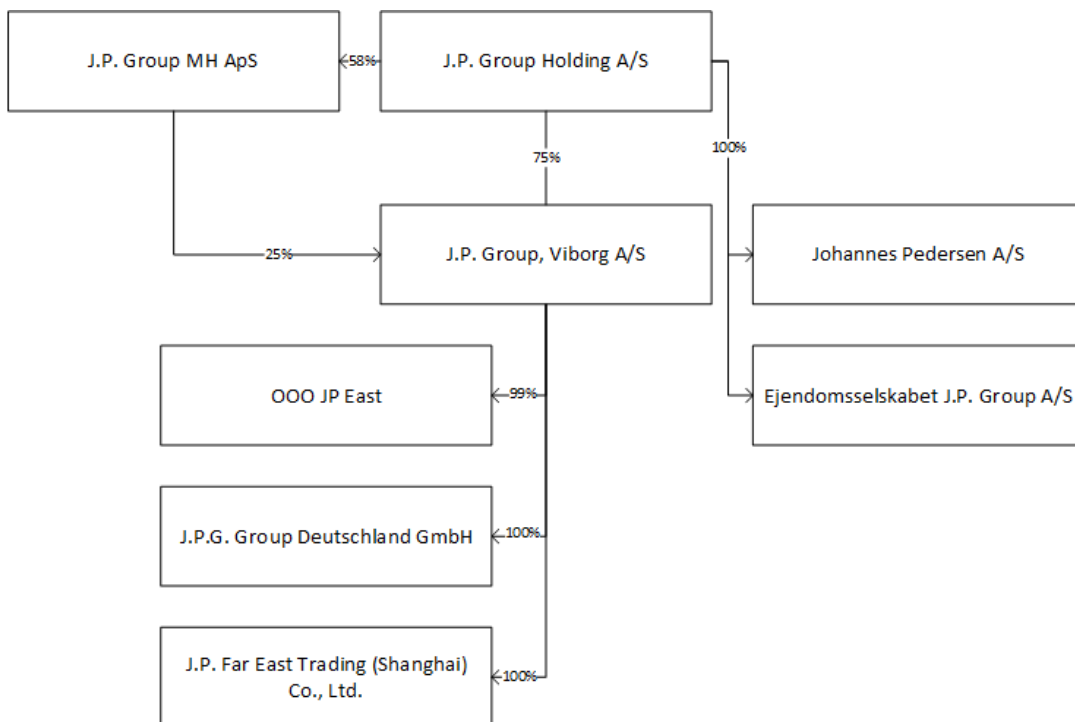 J.P. Group MH ApS
58%
J.P. Group Holding A/S
100%
75%
J.P. Group, Viborg A/S
25%
Johannes Pedersen A/S
OOO JP East
99%
Ejendomsselskabet J.P. Group A/S
J.P.G. Group Deutschland GmbH
100%
J.P. Far East Trading (Shanghai)
Co., Ltd.
100%